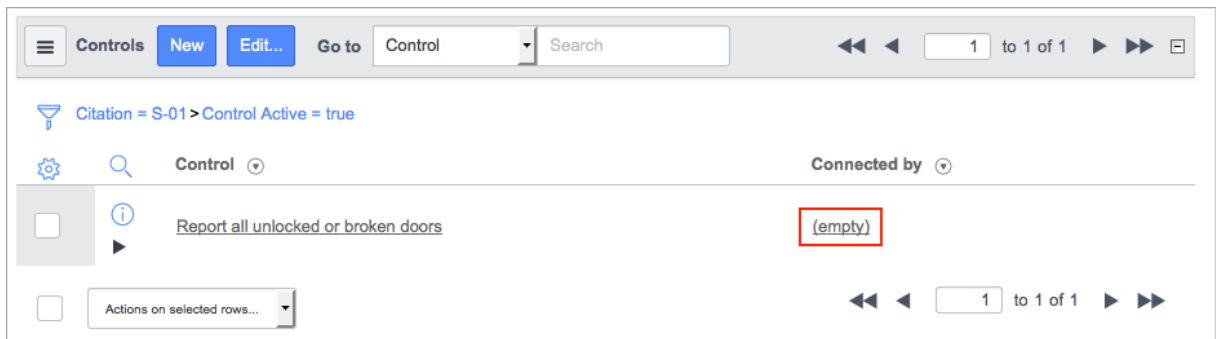 Controls New Edit... Go to Control Search 1 to 1 of 1
Citation = S-01 > Control Active = true
Control Connected by
Report all unlocked or broken doors (empty)
Actions on selected rows... 1 to 1 of 1